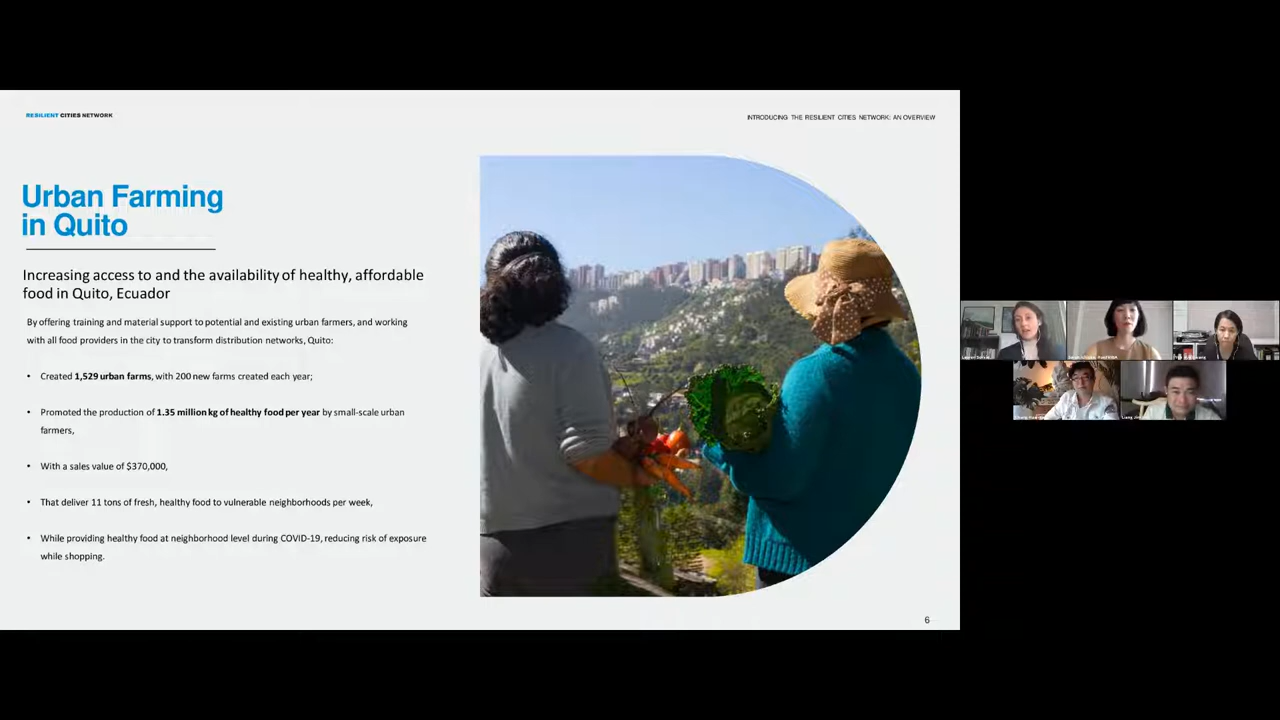 RESILIENT CITIES NETWORK
INTRODUCING THE RESILIENT CITIES NETWORK: AN OVERVIEW
Urban Farming
in Quito
Increasing access to and the availability of healthy, affordable
food in Quito, Ecuador
By offering training and material support to potential and existing urban farmers, and working
with all food providers in the city to transform distribution networks, Quito:
• Created 1,529 urban farms, with 200 new farms created each year;
• Promoted the production of 1.35 million kg of healthy food per year by small-scale urban
farmers,
• With a sales value of $370,000,
• That deliver 11 tons of fresh, healthy food to vulnerable neighborhoods per week,
• While providing healthy food at neighborhood level during COVID-19, reducing risk of exposure
while shopping.
6